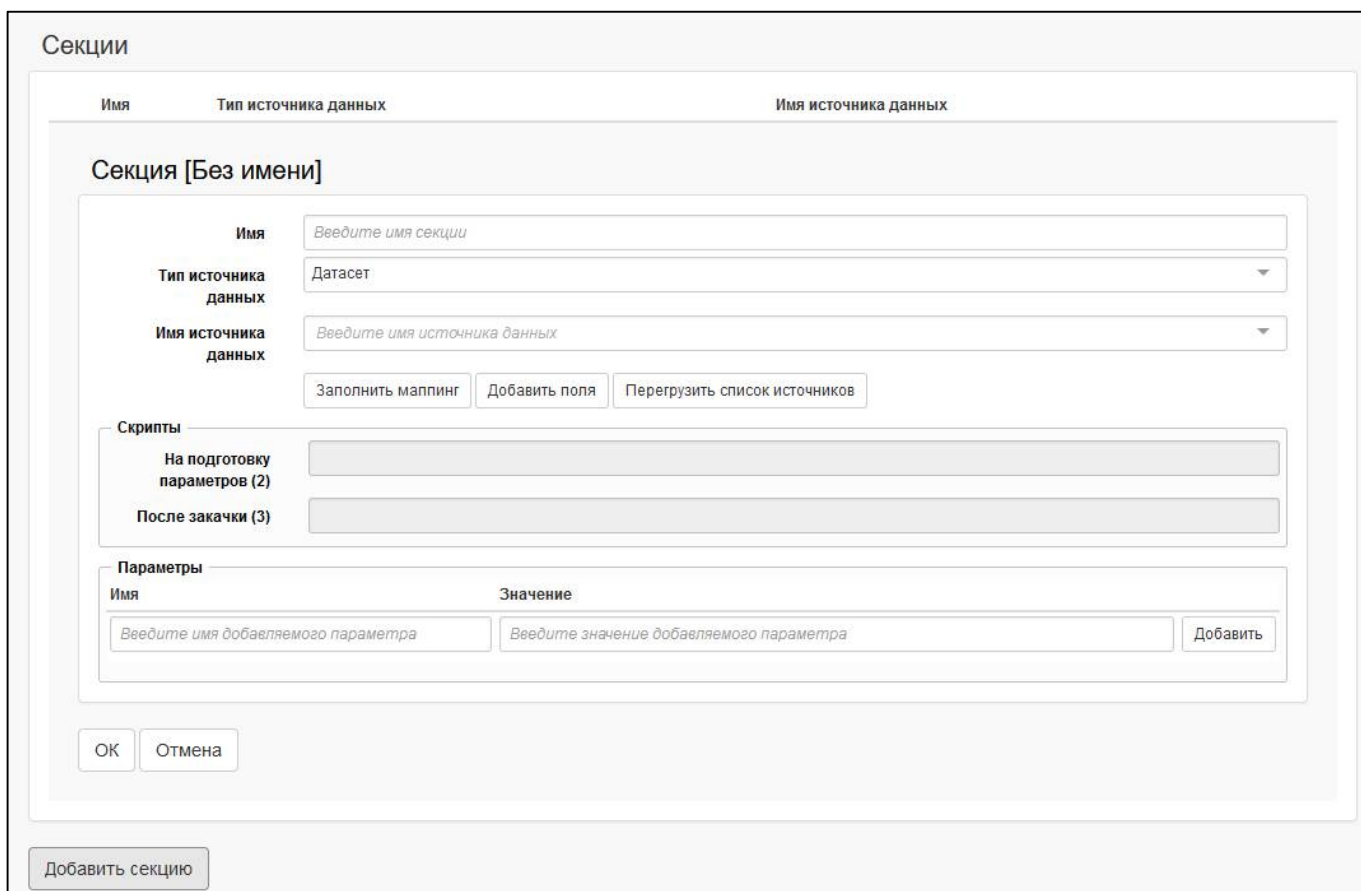 Секции
Имя Тип источника данных Имя источника данных
Секция [Без имени]
Имя Введите имя секции
Тип источника Датасет
данных
Имя источника Введите имя источника данных
данных
Заполнить маппинг Добавить поля Перегрузить список источников
Скрипты
На подготовку
параметров (2)
После закачки (3)
Параметры
Имя Значение
Введите имя добавляемого параметра Введите значение добавляемого параметра Добавить
ОК Отмена
Добавить секцию